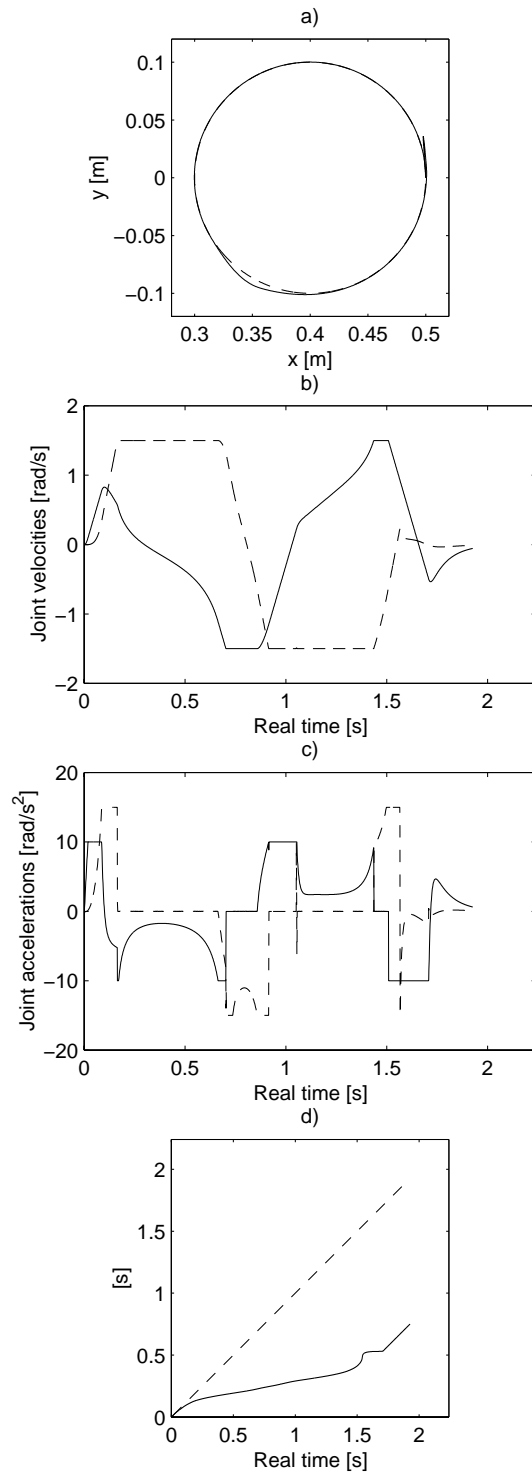 a)
0.1
0.05
0
−0.05
−0.1
y [m]
0.3 0.35 0.4 0.45 0.5
x [m]
b)
2
1
0
−1
−2
Joint velocities [rad/s]
0 0.5 1 1.5 2
Real time [s]
c)
20
10
0
−10
−20
Joint accelerations [rad/s²]
0 0.5 1 1.5 2
Real time [s]
d)
2
1.5
1
0.5
0
[s]
0 0.5 1 1.5 2
Real time [s]